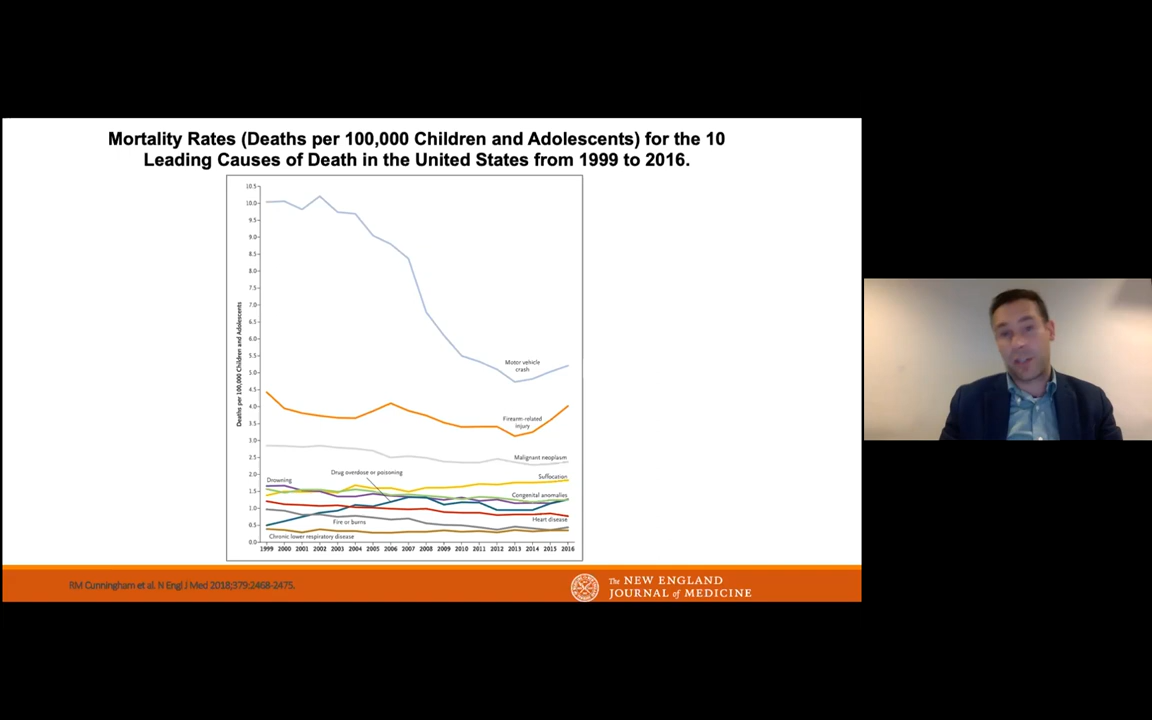 Mortality Rates (Deaths per 100,000 Children and Adolescents) for the 10
Leading Causes of Death in the United States from 1999 to 2016.
10.5
10.0
9.5
9.0
8.5
8.0
7.5
7.0
6.5
6.0
5.5
5.0
4.5
4.0
3.5
3.0
2.5
2.0
1.5
1.0
0.5
0.0
Deaths per 100,000 Children and Adolescents
Motor vehicle
crash
Firearm-related
injury
Malignant neoplasm
Drug overdose or poisoning
Suffocation
Drowning
Congenital anomalies
Heart disease
Fire or burns
Chronic lower respiratory disease
1999 2000 2001 2002 2003 2004 2005 2006 2007 2008 2009 2010 2011 2012 2013 2014 2015 2016
RM Cunningham et al. N Engl J Med 2018;379:2468-2475.
The NEW ENGLAND
JOURNAL of MEDICINE